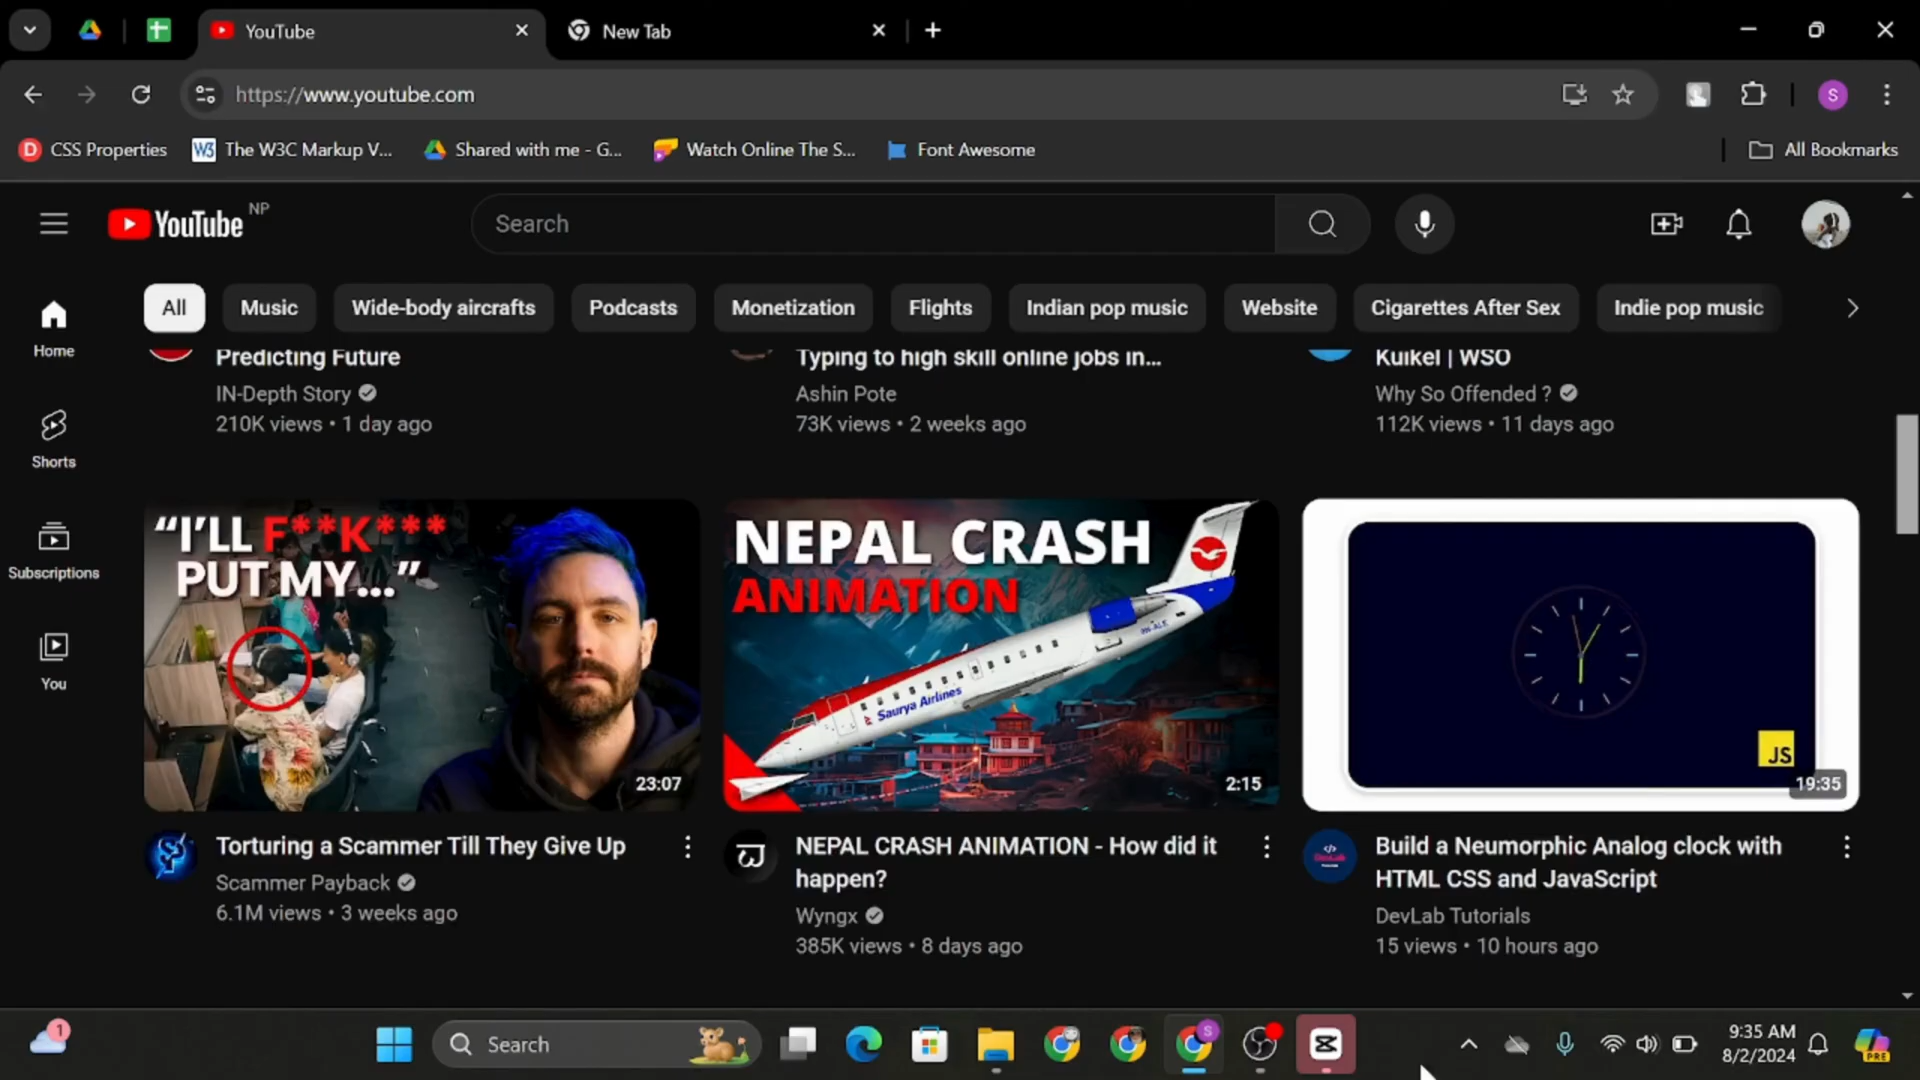 YouTube
New Tab
https://www.youtube.com
S
CSS Properties
The W3C Markup V...
Shared with me - G...
Watch Online The S...
Font Awesome
All Bookmarks
YouTube NP
Search
All
Music
Wide-body aircrafts
Podcasts
Monetization
Flights
Indian pop music
Website
Cigarettes After Sex
Indie pop music
Home
Shorts
Subscriptions
You
Predicting Future
IN-Depth Story
210K views • 1 day ago
Typing to high skill online jobs in...
Ashin Pote
73K views • 2 weeks ago
Kuikel | WSO
Why So Offended ?
112K views • 11 days ago
“I'LL F**K***
PUT MY...”
23:07
NEPAL CRASH
ANIMATION
Saurya Airlines
2:15
JS
19:35
Torturing a Scammer Till They Give Up
Scammer Payback
6.1M views • 3 weeks ago
NEPAL CRASH ANIMATION - How did it
happen?
Wyngx
385K views • 8 days ago
Build a Neumorphic Analog clock with
HTML CSS and JavaScript
DevLab Tutorials
15 views • 10 hours ago
1
Search
S
9:35 AM
8/2/2024
PRE